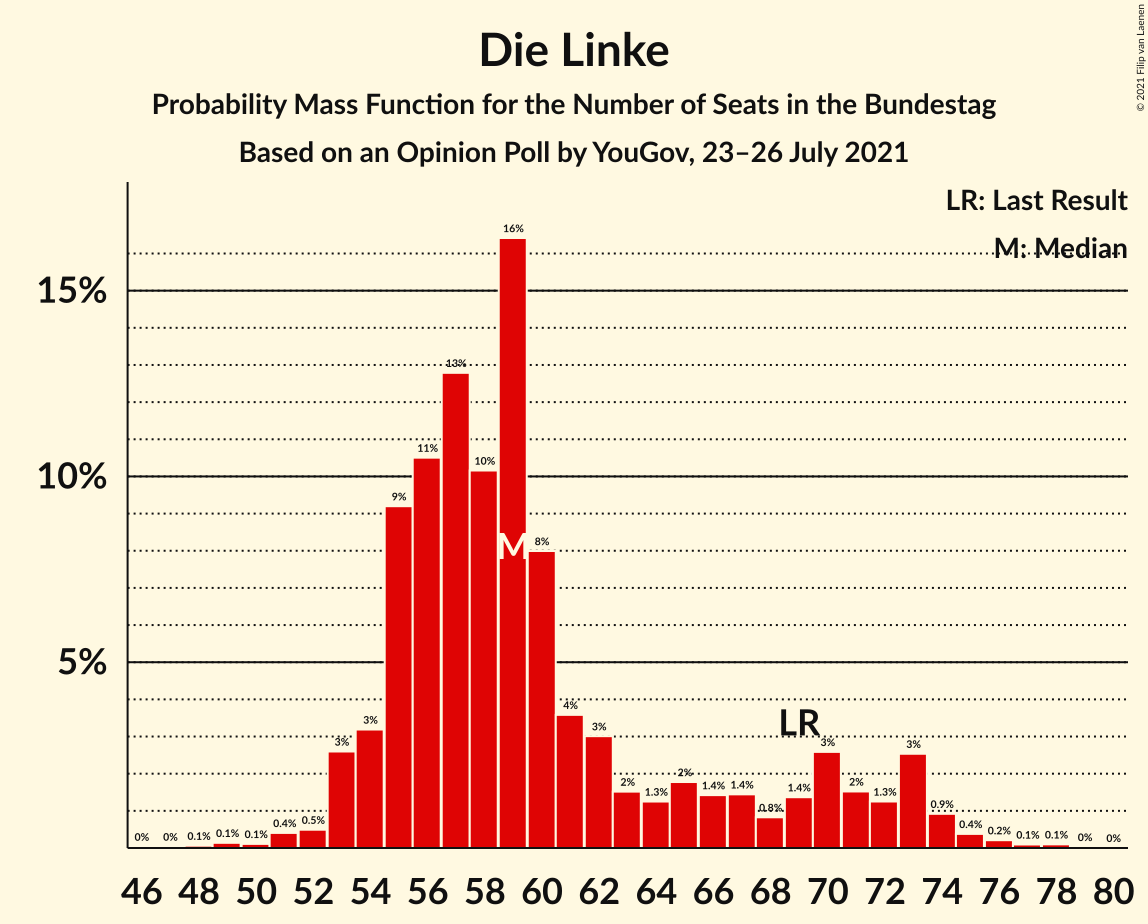 Die Linke
Probability Mass Function for the Number of Seats in the Bundestag
Based on an Opinion Poll by YouGov, 23–26 July 2021
© 2021 Filip van Laenen
LR: Last Result
M: Median
15%
10%
5%
0% 0% 0.1% 0.1% 0.1% 0.4% 0.5% 3% 3% 9% 11% 13% 10% 16% 8% 4% 3% 2% 1.3% 2% 1.4% 1.4% 0.8% 1.4% 3% 2% 1.3% 3% 0.9% 0.4% 0.2% 0.1% 0.1% 0% 0%
M
LR
46 48 50 52 54 56 58 60 62 64 66 68 70 72 74 76 78 80